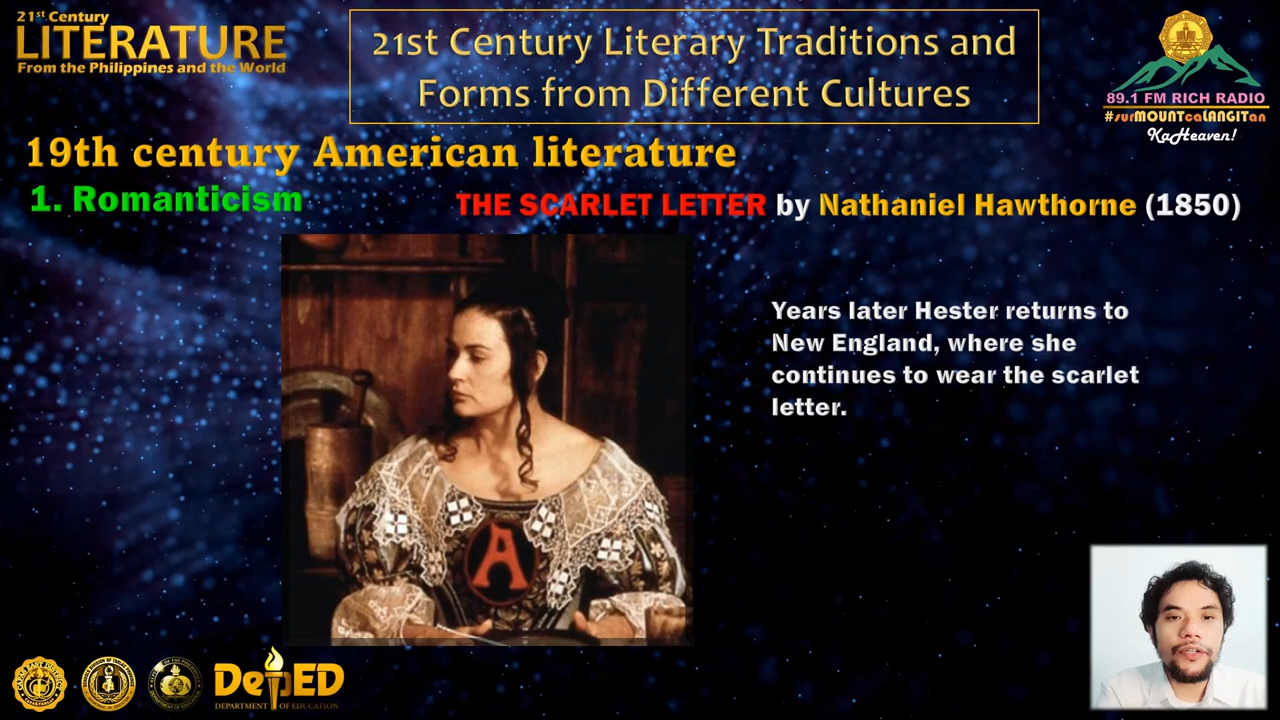 21st Century
LITERATURE
From the Philippines and the World
21st Century Literary Traditions and
Forms from Different Cultures
89.1 FM RICH RADIO
#surMOUNTcaLANGITan
KaHeaven!
19th century American literature
1. Romanticism
THE SCARLET LETTER by Nathaniel Hawthorne (1850)
Years later Hester returns to
New England, where she
continues to wear the scarlet
letter.
A
DepED
DEPARTMENT OF EDUCATION